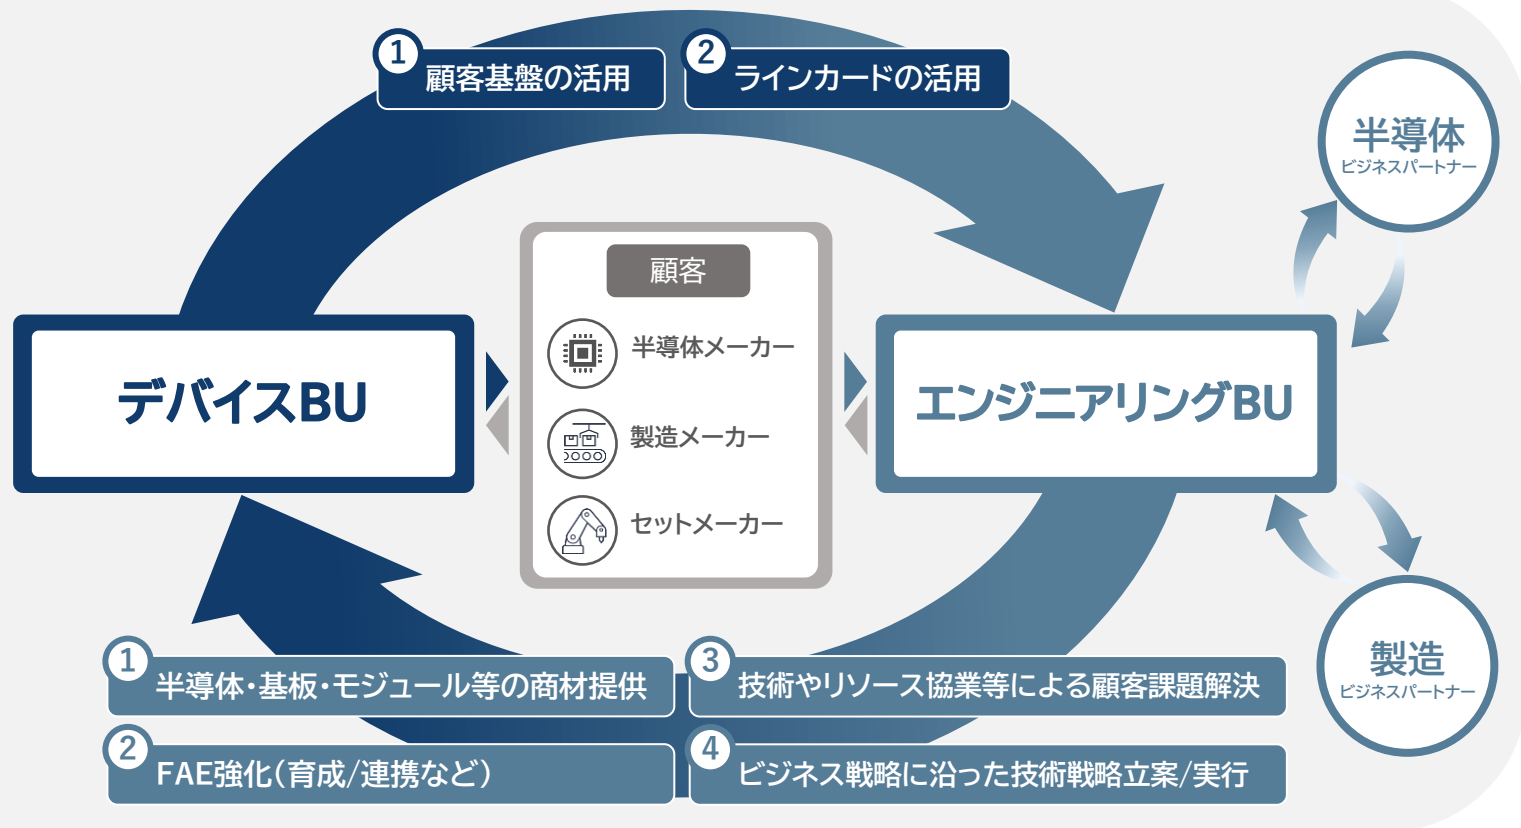 1
顧客基盤の活用
2
ラインカードの活用
半導体
ビジネスパートナー
顧客
半導体メーカー
製造メーカー
セットメーカー
デバイスBU
エンジニアリングBU
1
半導体・基板・モジュール等の商材提供
2
FAE強化(育成/連携など)
3
技術やリソース協業等による顧客課題解決
4
ビジネス戦略に沿った技術戦略立案/実行
製造
ビジネスパートナー